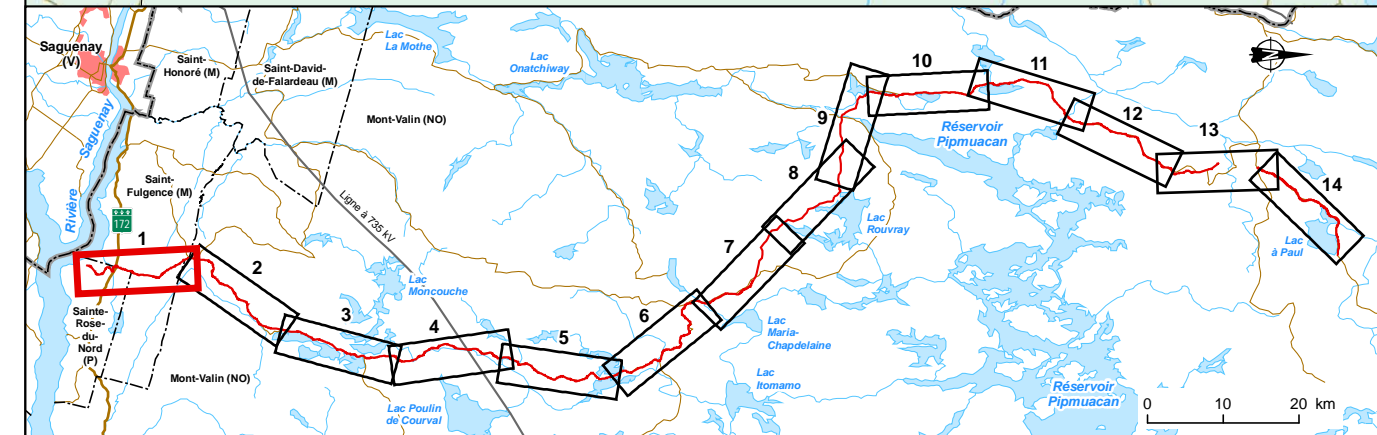 Saguenay
(V)
Saint-
Honoré (M)
Saint-David-
de-Falardeau (M)
Lac
La Mothe
Lac
Onatchiway
Mont-Valin (NO)
Saguenay
Rivière
Saint-
Fulgence (M)
172
Ligne à 735 kV
1
2
3
4
5
6
7
8
9
10
11
12
13
14
Réservoir
Pipmuacan
Lac
Rouvray
Lac
à Paul
Lac
Moncouche
Sainte-
Rose-
du-
Nord
(P)
Mont-Valin (NO)
Lac Poulin
de Courval
Lac
Maria-
Chapdelaine
Lac
Itomamo
Réservoir
Pipmuacan
0 10 20 km